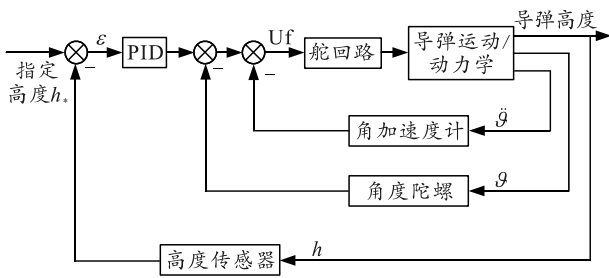 导弹高度
ε
Uf
PID
舵回路
导弹运动/
动力学
指定
高度h*
−
−
−
角加速度计
ϑ̈
角度陀螺
ϑ
高度传感器
h